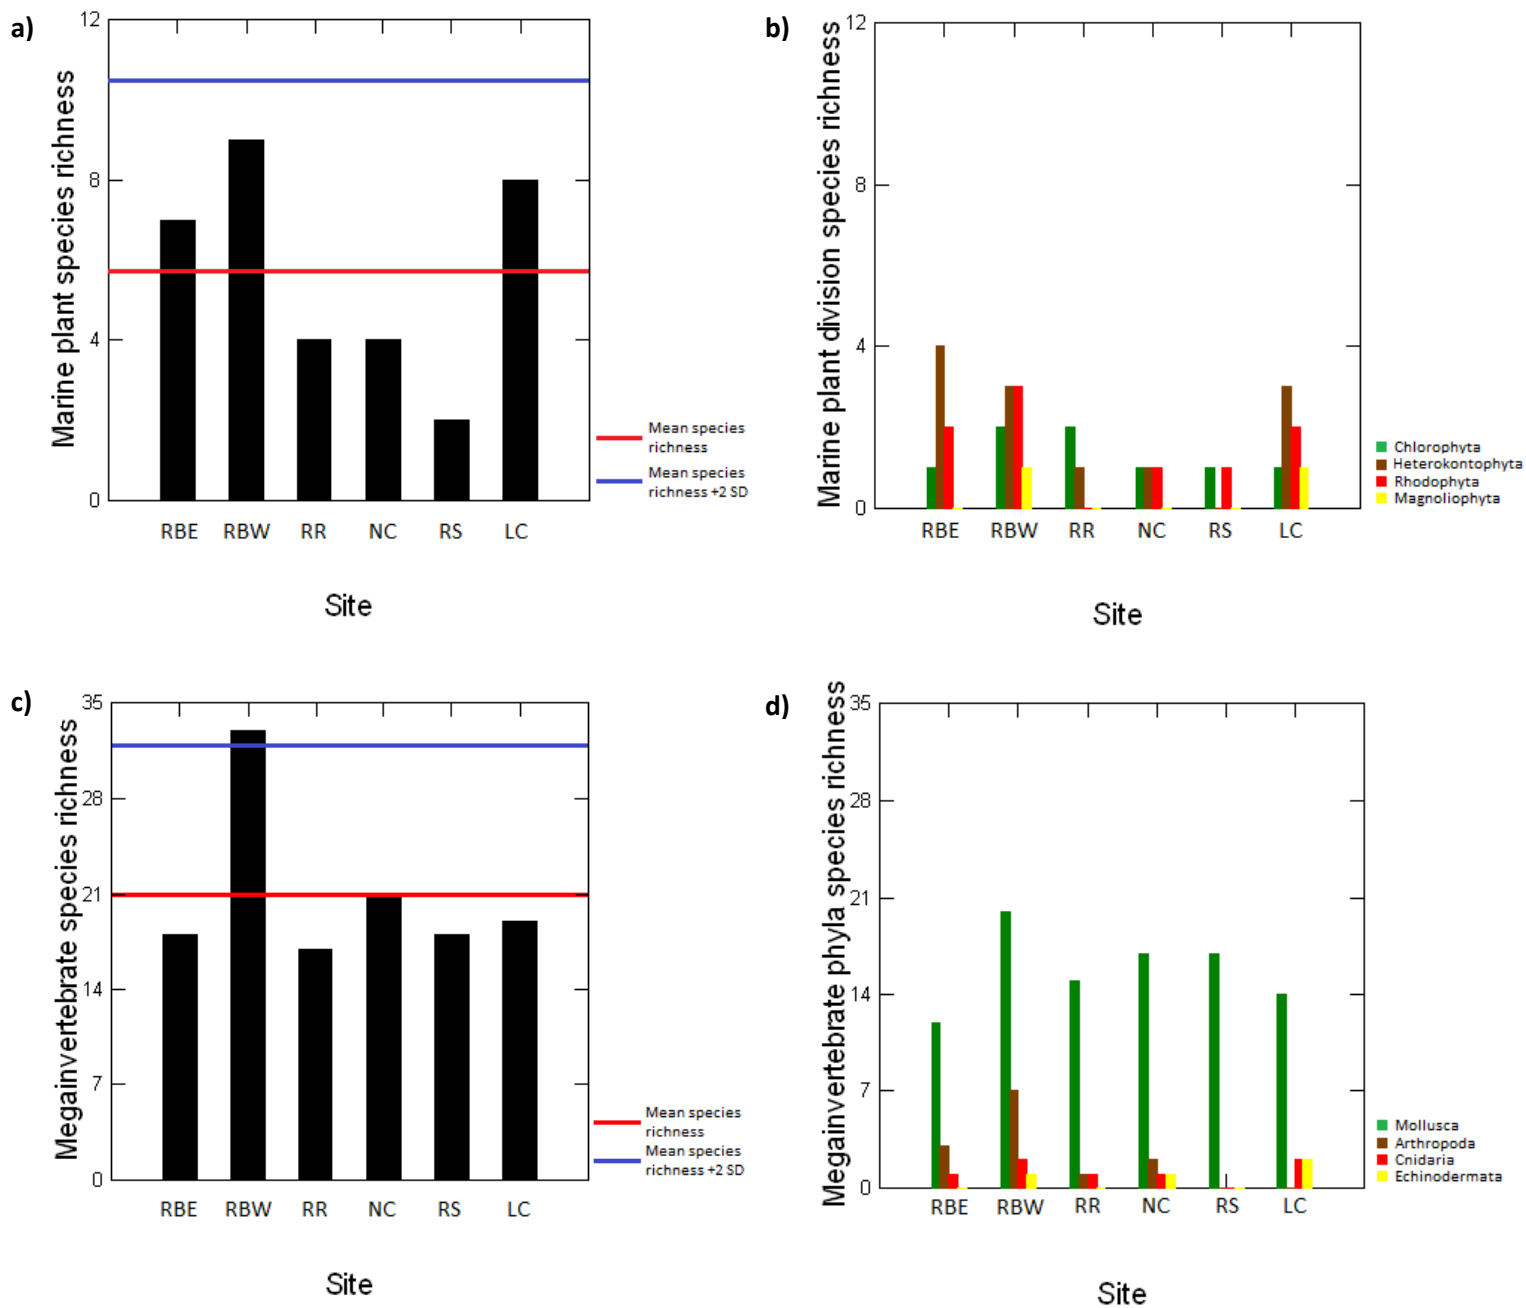 a)
Marine plant species richness
12
8
4
0
RBE RBW RR NC RS LC
Site
Mean species
richness
Mean species
richness +2 SD
b)
Marine plant division species richness
12
8
4
0
RBE RBW RR NC RS LC
Site
Chlorophyta
Heterokontophyta
Rhodophyta
Magnoliophyta
c)
Megainvertebrate species richness
35
28
21
14
7
0
RBE RBW RR NC RS LC
Site
Mean species
richness
Mean species
richness +2 SD
d)
Megainvertebrate phyla species richness
35
28
21
14
7
0
RBE RBW RR NC RS LC
Site
Mollusca
Arthropoda
Cnidaria
Echinodermata